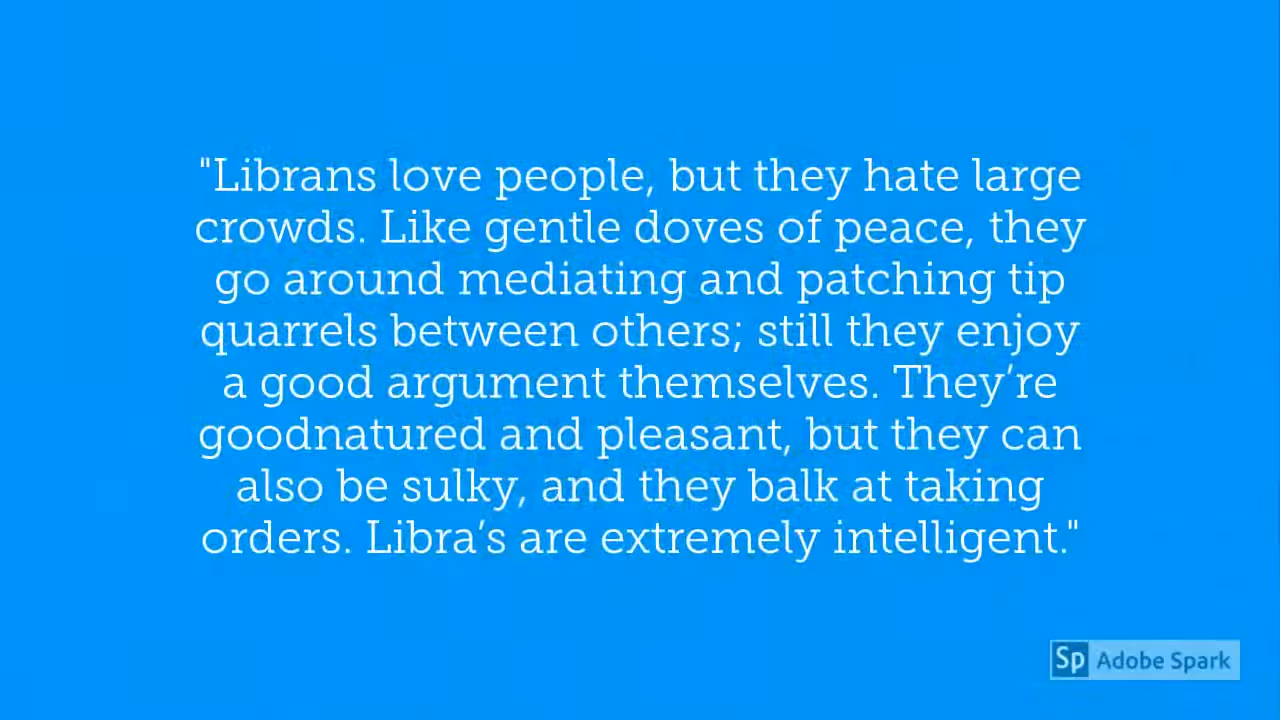 "Librans love people, but they hate large
crowds. Like gentle doves of peace, they
go around mediating and patching tip
quarrels between others; still they enjoy
a good argument themselves. They’re
goodnatured and pleasant, but they can
also be sulky, and they balk at taking
orders. Libra’s are extremely intelligent."
Sp Adobe Spark